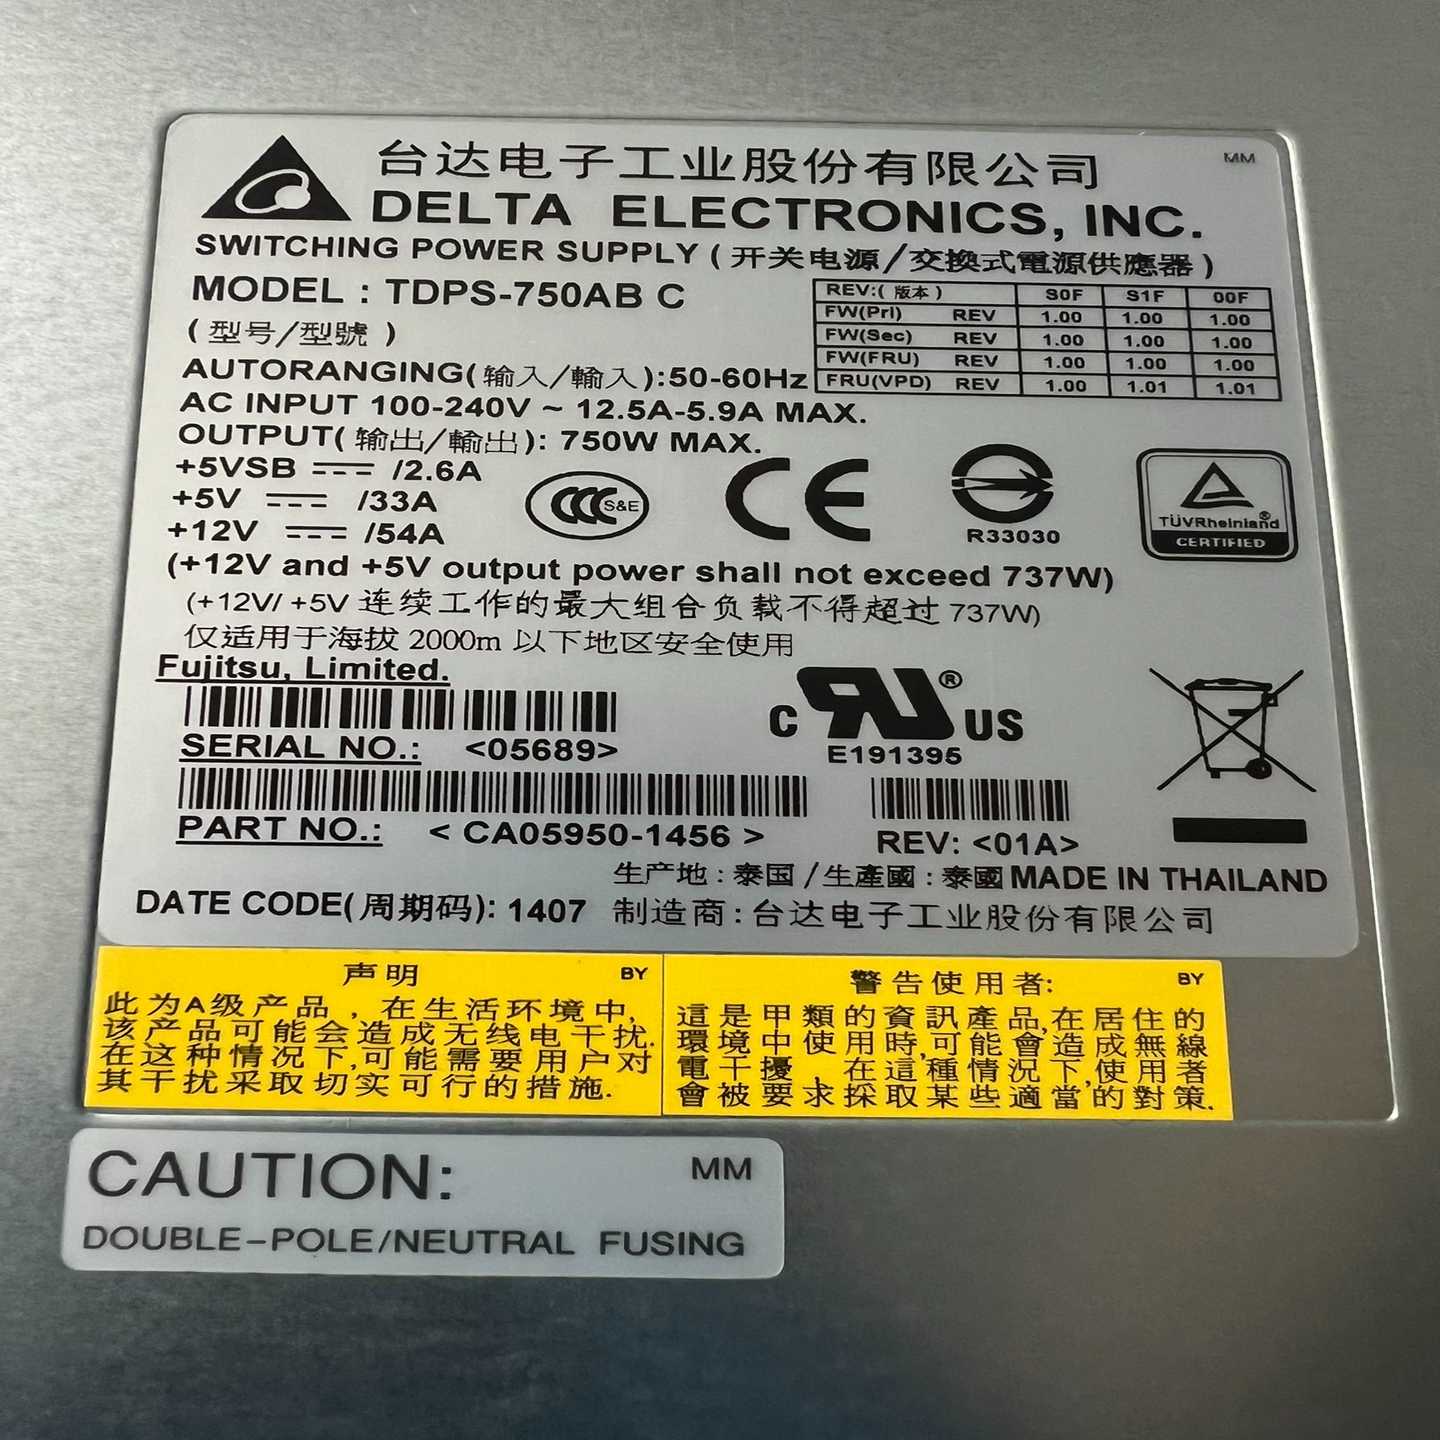 台达电子工业股份有限公司 MM
DELTA ELECTRONICS, INC.
SWITCHING POWER SUPPLY (开关电源/交換式電源供應器)
MODEL : TDPS-750AB C
(型号/型號)
REV:(版本) S0F S1F 00F
FW(Pri) REV 1.00 1.00 1.00
FW(Sec) REV 1.00 1.00 1.00
FW(FRU) REV 1.00 1.00 1.00
FRU(VPD) REV 1.00 1.01 1.01
AUTORANGING(输入/輸入):50-60Hz
AC INPUT 100-240V ~ 12.5A-5.9A MAX.
OUTPUT(输出/輸出): 750W MAX.
+5VSB /2.6A
+5V /33A
+12V /54A
CCC S&E
CE
R33030
TÜVRheinland®
CERTIFIED
(+12V and +5V output power shall not exceed 737W)
(+12V/ +5V 连续工作的最大组合负载不得超过 737W)
仅适用于海拔 2000m 以下地区安全使用
Fujitsu, Limited.
C RU® US
E191395
SERIAL NO.: <05689>
PART NO.: < CA05950-1456 >
REV: <01A>
生产地 : 泰国 / 生產國 : 泰國 MADE IN THAILAND
DATE CODE(周期码): 1407 制造商 : 台达电子工业股份有限公司
声明 BY
此为A级产品 , 在生活环境中,
该产品可能会造成无线电干扰.
在这种情况下,可能需要用户对
其干扰采取切实可行的措施.
警告使用者: BY
這是甲類的資訊產品,在居住的
環境中使用時,可能會造成無線
電干擾 , 在這種情況下,使用者
會被要求採取某些適當的對策.
CAUTION: MM
DOUBLE-POLE/NEUTRAL FUSING